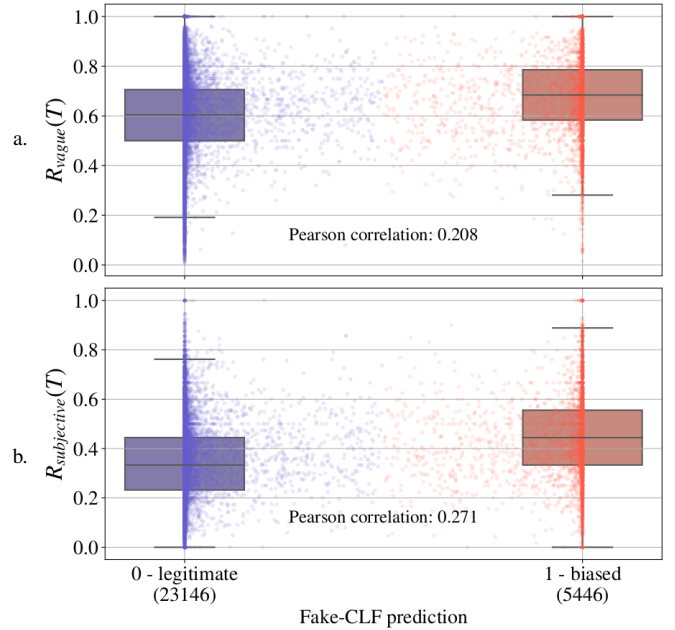 a.
R_vague(T)
1.0
0.8
0.6
0.4
0.2
0.0
Pearson correlation: 0.208
b.
R_subjective(T)
1.0
0.8
0.6
0.4
0.2
0.0
Pearson correlation: 0.271
0 - legitimate
(23146)
1 - biased
(5446)
Fake-CLF prediction